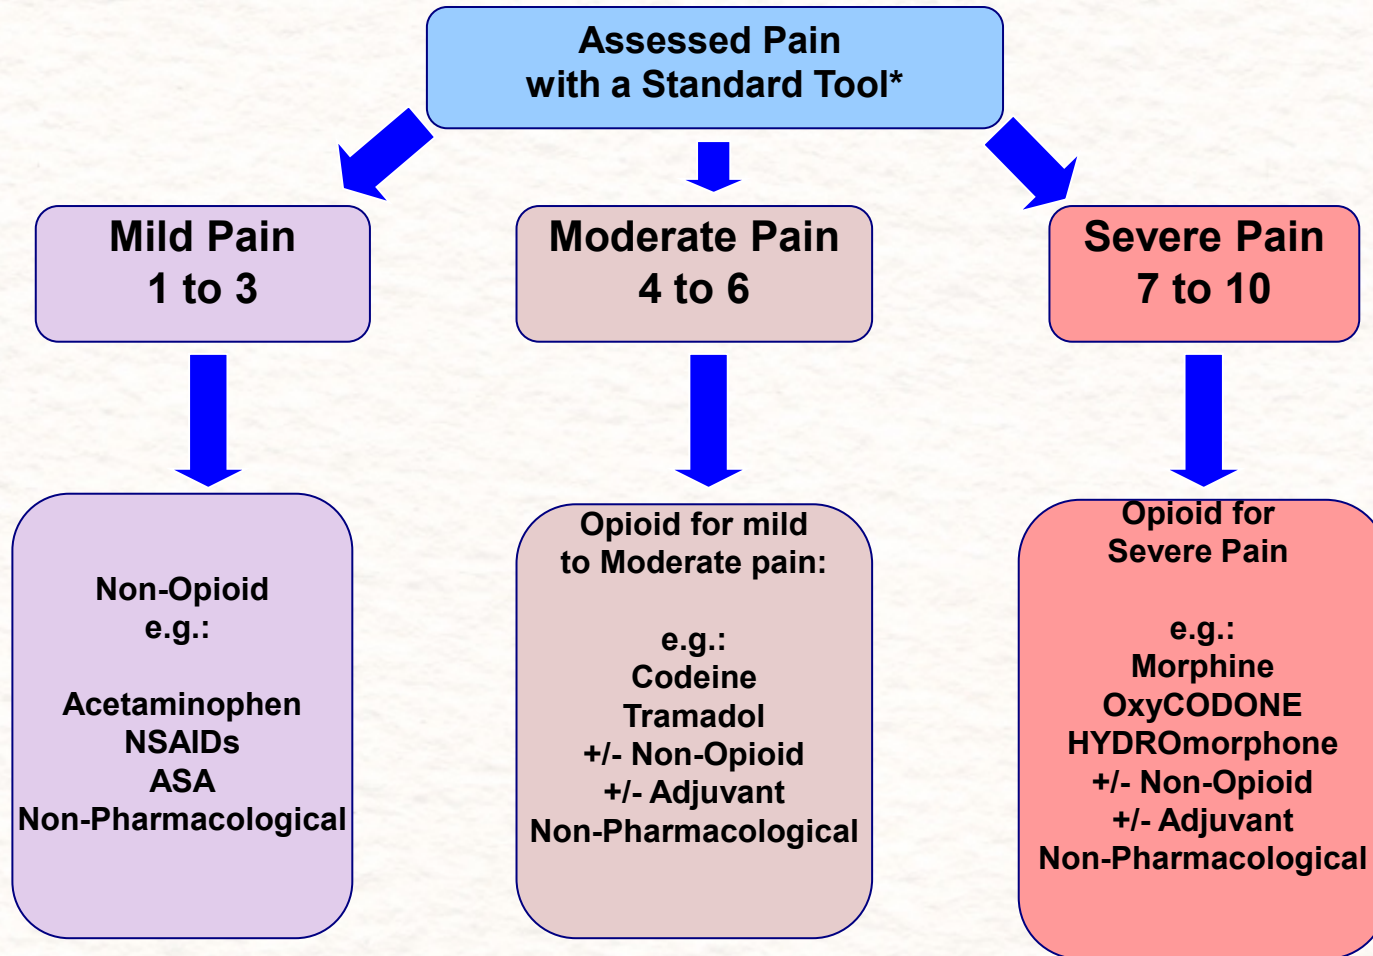 Assessed Pain
with a Standard Tool*
Mild Pain
1 to 3
Moderate Pain
4 to 6
Severe Pain
7 to 10
Non-Opioid
e.g.:
Acetaminophen
NSAIDs
ASA
Non-Pharmacological
Opioid for mild
to Moderate pain:
e.g.:
Codeine
Tramadol
+/- Non-Opioid
+/- Adjuvant
Non-Pharmacological
Opioid for
Severe Pain
e.g.:
Morphine
OxyCODONE
HYDROmorphone
+/- Non-Opioid
+/- Adjuvant
Non-Pharmacological